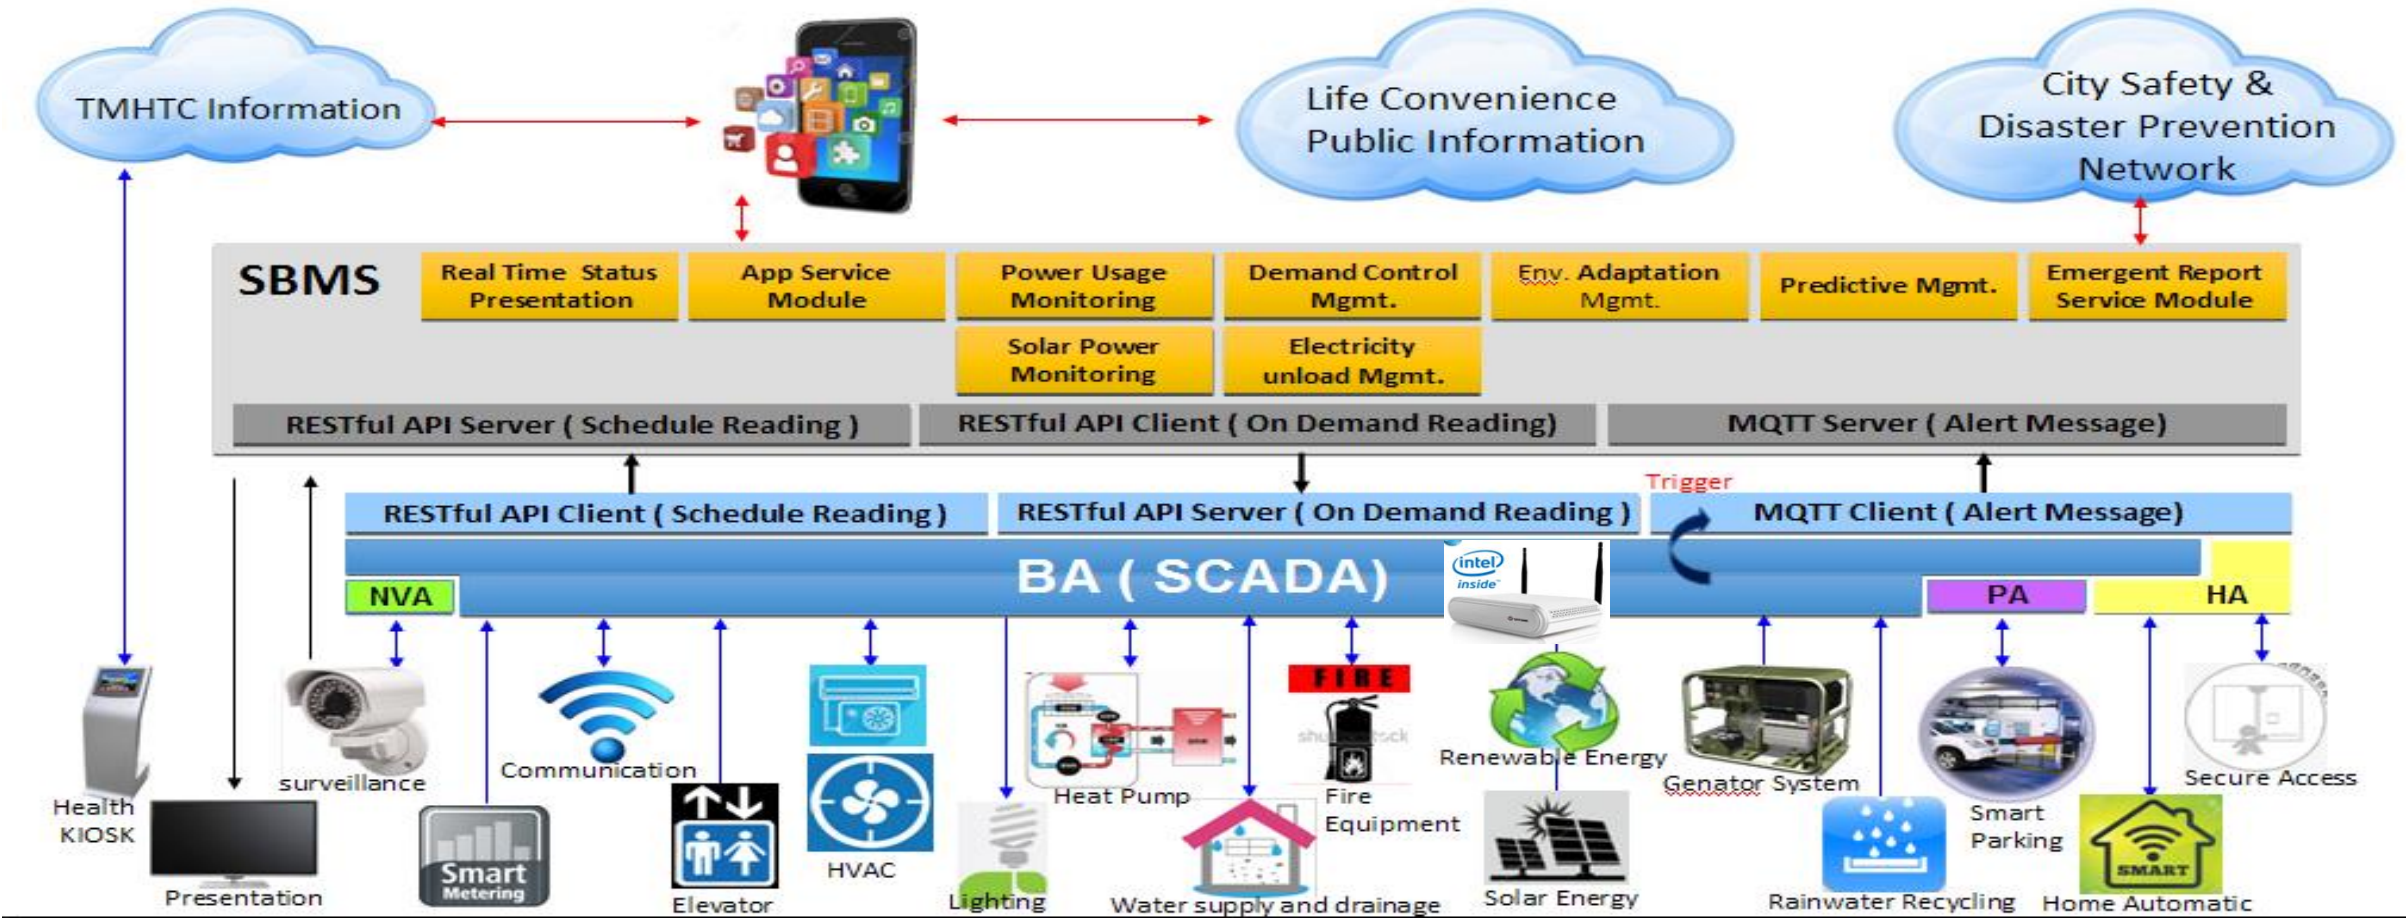 TMHTC Information
Life Convenience
Public Information
City Safety &
Disaster Prevention
Network
SBMS
Real Time Status
Presentation
App Service
Module
Power Usage
Monitoring
Demand Control
Mgmt.
Env. Adaptation
Mgmt.
Predictive Mgmt.
Emergent Report
Service Module
Solar Power
Monitoring
Electricity
unload Mgmt.
RESTful API Server ( Schedule Reading )
RESTful API Client ( On Demand Reading)
MQTT Server ( Alert Message)
Trigger
RESTful API Client ( Schedule Reading )
RESTful API Server ( On Demand Reading )
MQTT Client ( Alert Message)
BA ( SCADA)
intel
inside
NVA
PA
HA
FIRE
surveillance
Communication
Heat Pump
Renewable Energy
Genator System
Secure Access
Health
KIOSK
Fire
Equipment
Smart
Parking
Smart
Metering
HVAC
SMART
Presentation
Elevator
Lighting
Water supply and drainage
Solar Energy
Rainwater Recycling
Home Automatic